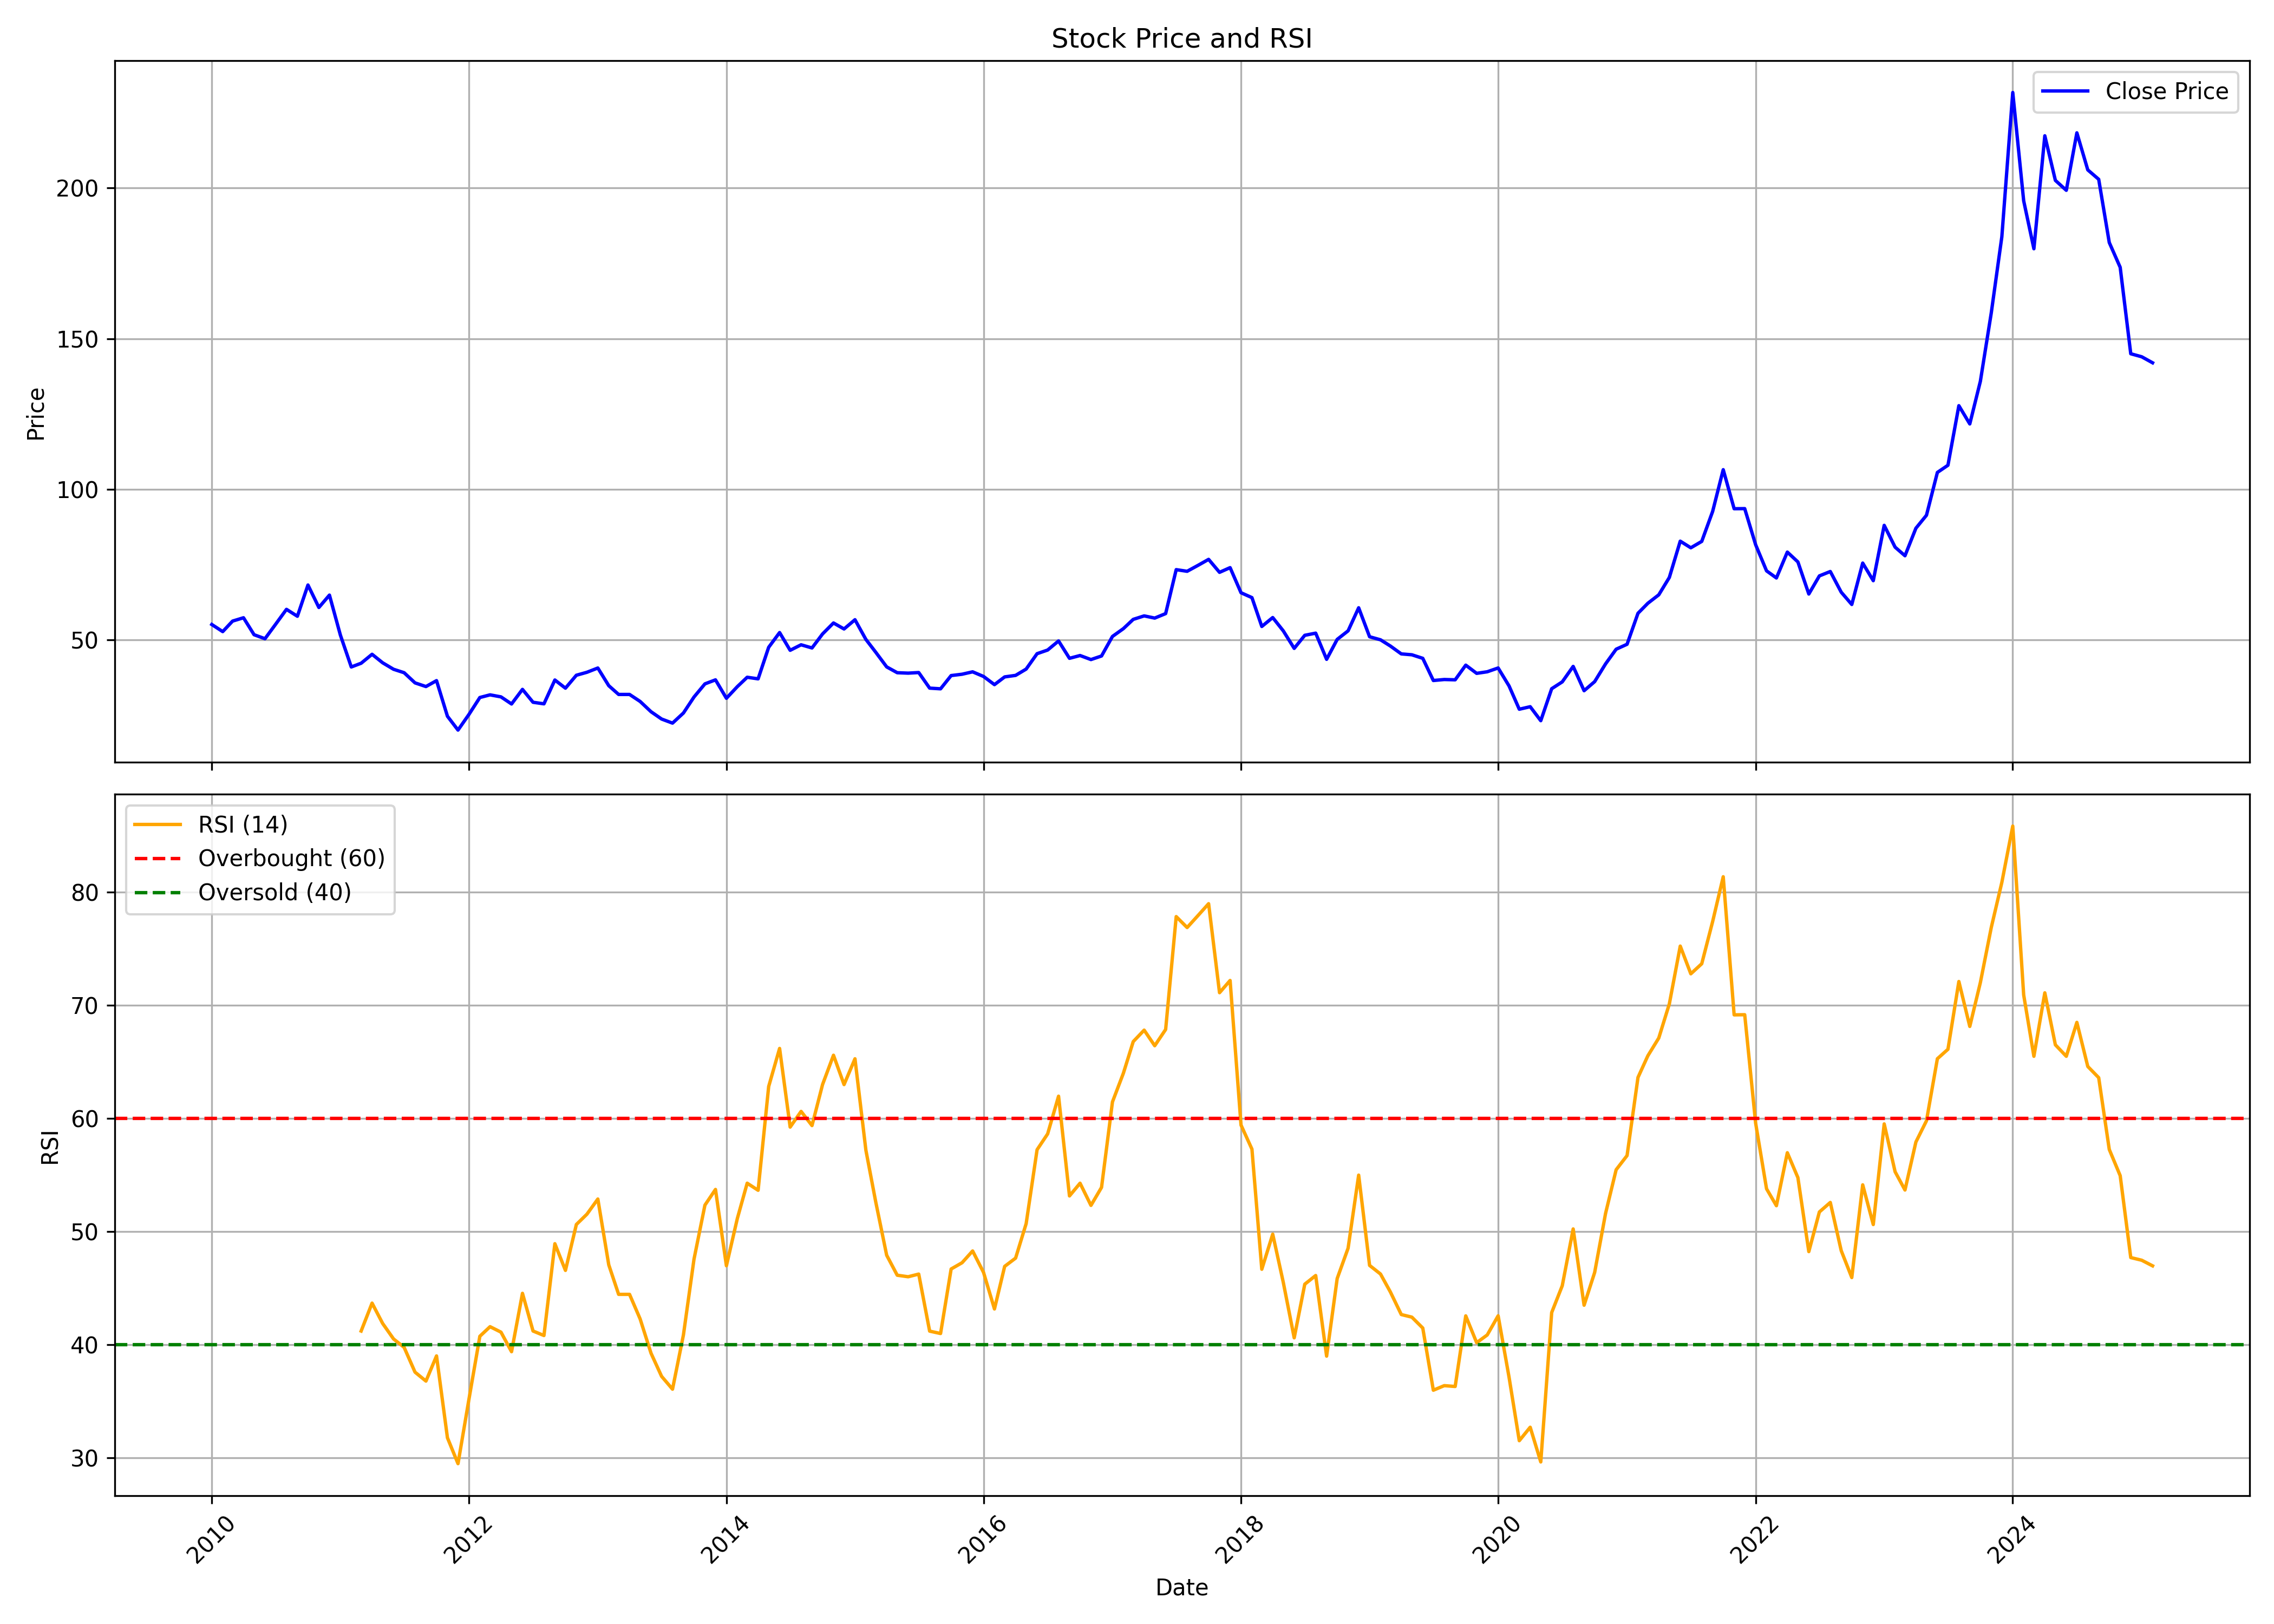 Stock Price and RSI
Close Price
200
150
100
50
Price
RSI (14)
Overbought (60)
Oversold (40)
80
70
60
50
40
30
RSI
2010
2012
2014
2016
2018
2020
2022
2024
Date